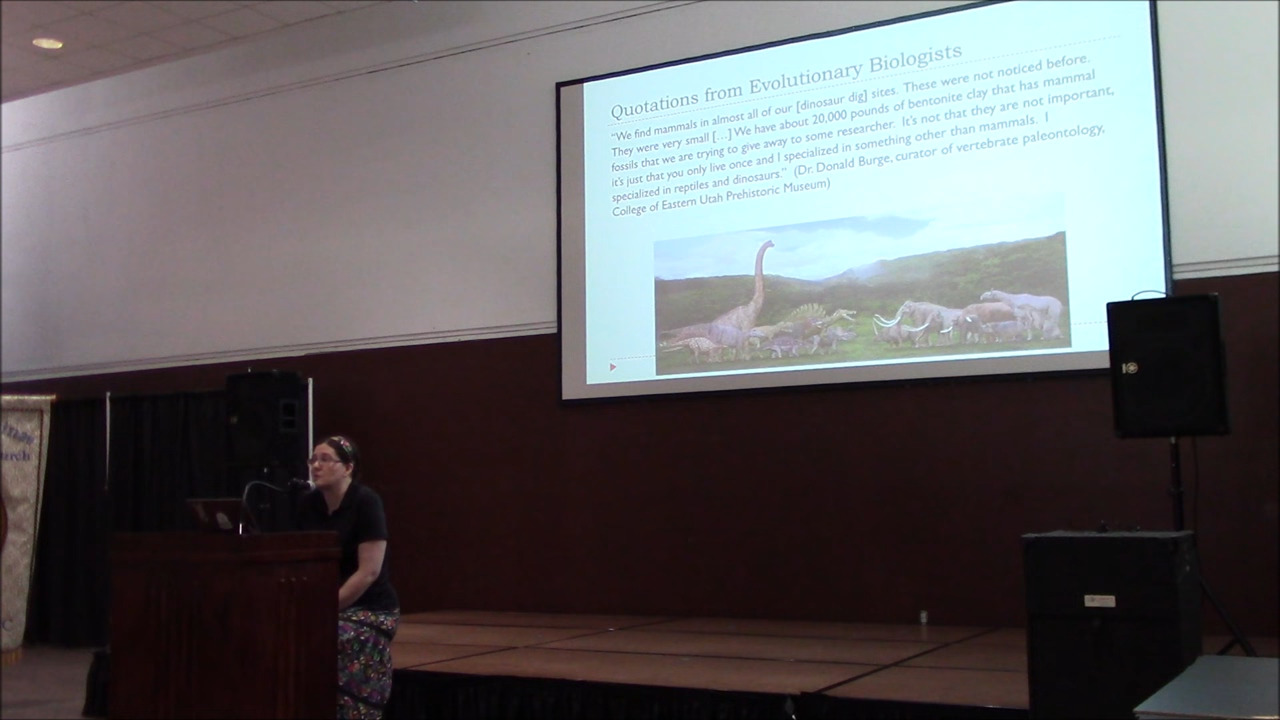 Quotations from Evolutionary Biologists
“We find mammals in almost all of our [dinosaur dig] sites. These were not noticed before.
They were very small […] We have about 20,000 pounds of bentonite clay that has mammal
fossils that we are trying to give away to some researcher. It’s not that they are not important,
it’s just that you only live once and I specialized in something other than mammals. I
specialized in reptiles and dinosaurs.” (Dr. Donald Burge, curator of vertebrate paleontology,
College of Eastern Utah Prehistoric Museum)